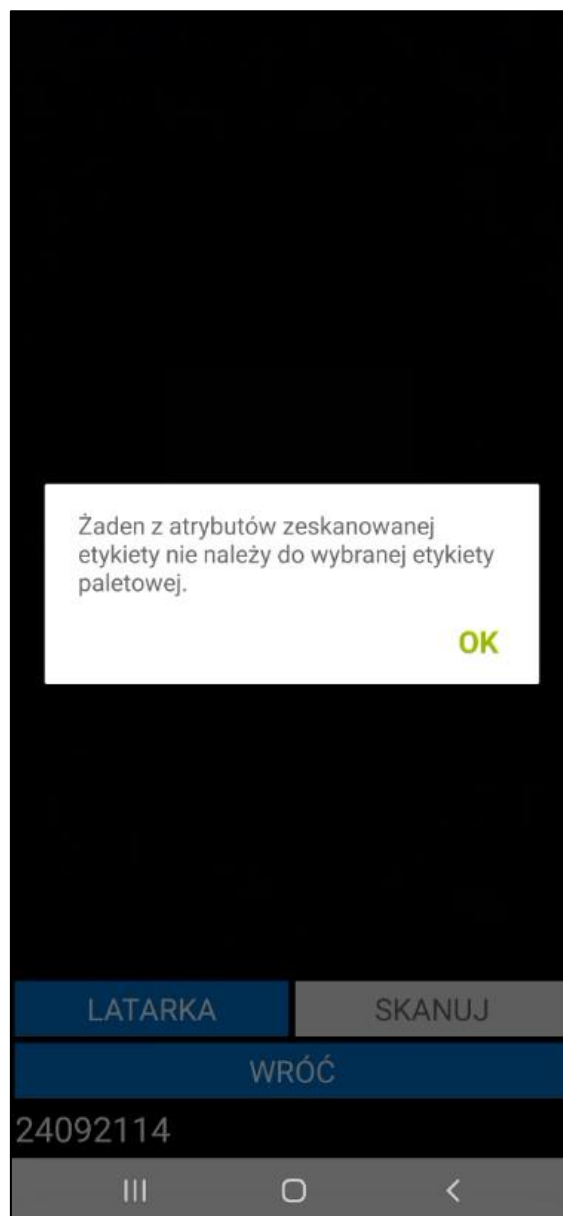 Żaden z atrybutów zeskanowanej
etykiety nie należy do wybranej etykiety
paletowej.
OK
LATARKA SKANUJ
WRÓĆ
24092114